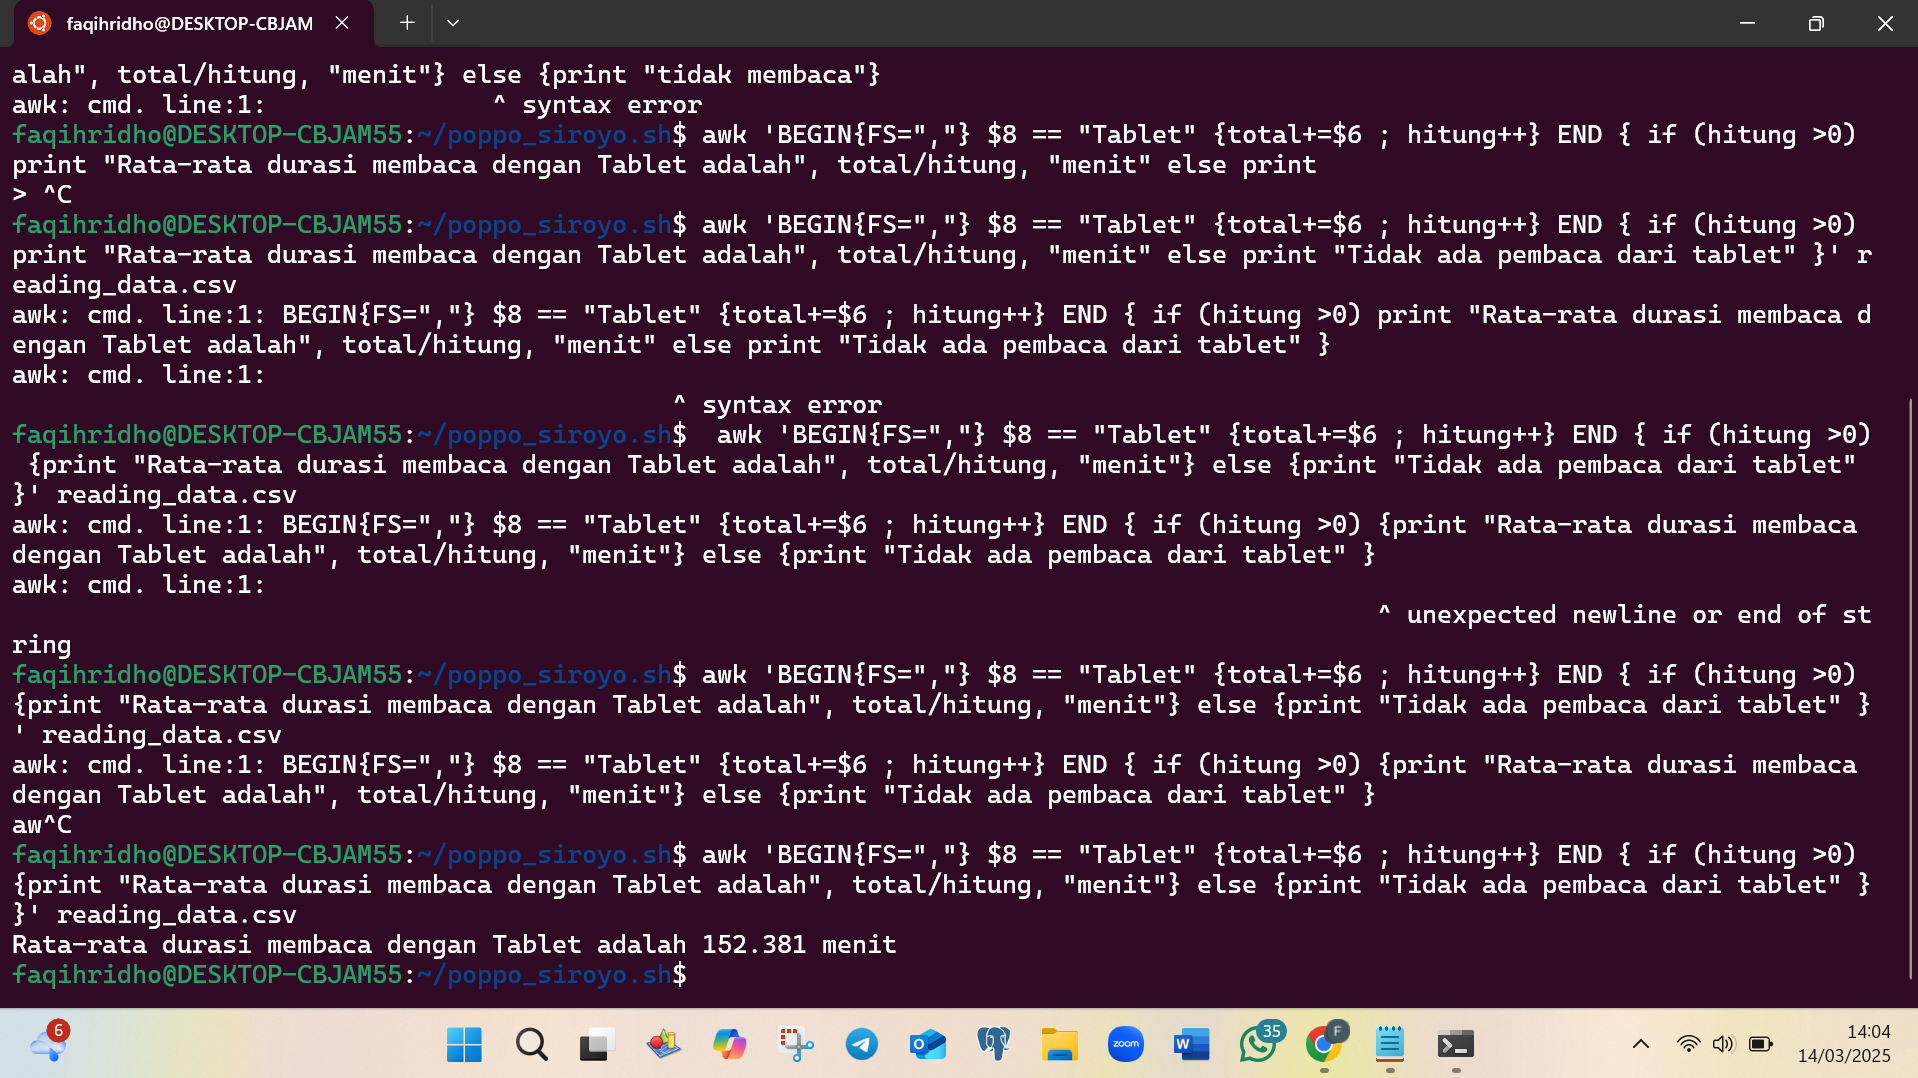 faqihridho@DESKTOP-CBJAM
alah", total/hitung, "menit"} else {print "tidak membaca"}
awk: cmd. line:1:               ^ syntax error
faqihridho@DESKTOP-CBJAM55:~/poppo_siroyo.sh$ awk 'BEGIN{FS=","} $8 == "Tablet" {total+=$6 ; hitung++} END { if (hitung >0)
print "Rata-rata durasi membaca dengan Tablet adalah", total/hitung, "menit" else print
> ^C
faqihridho@DESKTOP-CBJAM55:~/poppo_siroyo.sh$ awk 'BEGIN{FS=","} $8 == "Tablet" {total+=$6 ; hitung++} END { if (hitung >0)
print "Rata-rata durasi membaca dengan Tablet adalah", total/hitung, "menit" else print "Tidak ada pembaca dari tablet" }' r
eading_data.csv
awk: cmd. line:1: BEGIN{FS=","} $8 == "Tablet" {total+=$6 ; hitung++} END { if (hitung >0) print "Rata-rata durasi membaca d
engan Tablet adalah", total/hitung, "menit" else print "Tidak ada pembaca dari tablet" }
awk: cmd. line:1:
^ syntax error
faqihridho@DESKTOP-CBJAM55:~/poppo_siroyo.sh$  awk 'BEGIN{FS=","} $8 == "Tablet" {total+=$6 ; hitung++} END { if (hitung >0)
 {print "Rata-rata durasi membaca dengan Tablet adalah", total/hitung, "menit"} else {print "Tidak ada pembaca dari tablet"
}' reading_data.csv
awk: cmd. line:1: BEGIN{FS=","} $8 == "Tablet" {total+=$6 ; hitung++} END { if (hitung >0) {print "Rata-rata durasi membaca
dengan Tablet adalah", total/hitung, "menit"} else {print "Tidak ada pembaca dari tablet" }
awk: cmd. line:1:
^ unexpected newline or end of st
ring
faqihridho@DESKTOP-CBJAM55:~/poppo_siroyo.sh$ awk 'BEGIN{FS=","} $8 == "Tablet" {total+=$6 ; hitung++} END { if (hitung >0)
{print "Rata-rata durasi membaca dengan Tablet adalah", total/hitung, "menit"} else {print "Tidak ada pembaca dari tablet" }
' reading_data.csv
awk: cmd. line:1: BEGIN{FS=","} $8 == "Tablet" {total+=$6 ; hitung++} END { if (hitung >0) {print "Rata-rata durasi membaca
dengan Tablet adalah", total/hitung, "menit"} else {print "Tidak ada pembaca dari tablet" }
aw^C
faqihridho@DESKTOP-CBJAM55:~/poppo_siroyo.sh$ awk 'BEGIN{FS=","} $8 == "Tablet" {total+=$6 ; hitung++} END { if (hitung >0)
{print "Rata-rata durasi membaca dengan Tablet adalah", total/hitung, "menit"} else {print "Tidak ada pembaca dari tablet" }
}' reading_data.csv
Rata-rata durasi membaca dengan Tablet adalah 152.381 menit
faqihridho@DESKTOP-CBJAM55:~/poppo_siroyo.sh$
6
O
zoom
W
35
F
14:04
14/03/2025